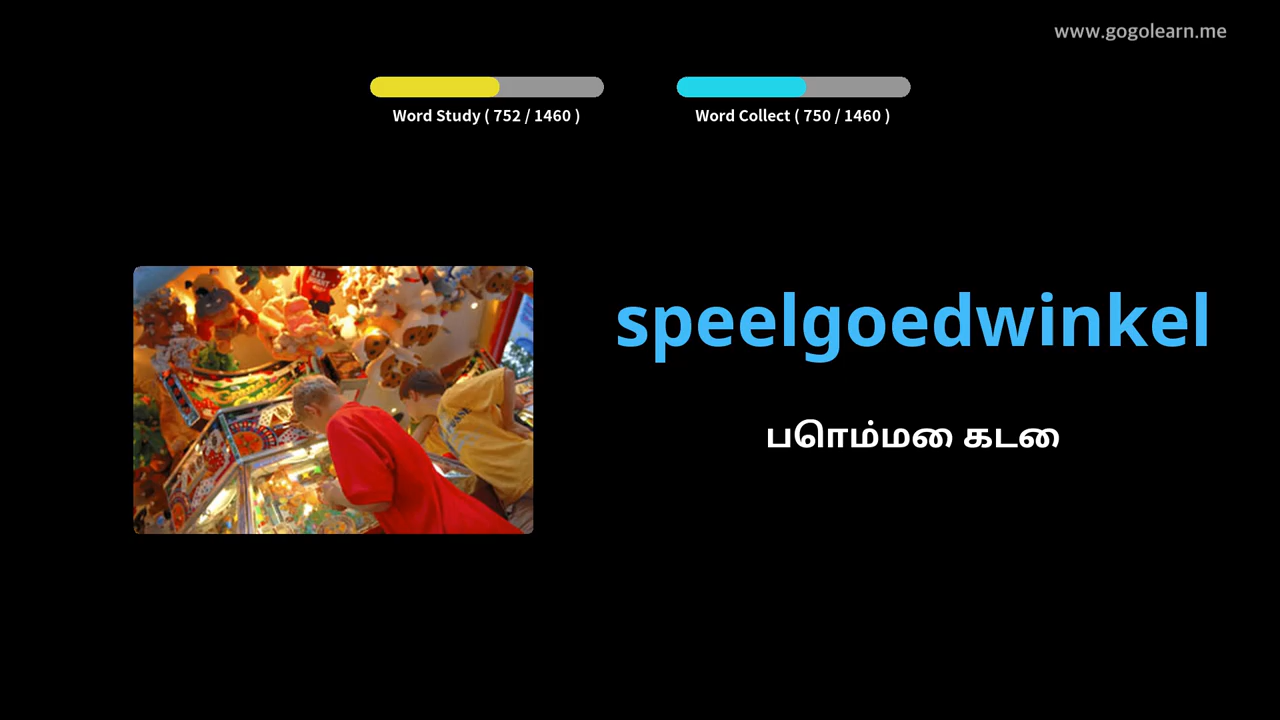 www.gogolearn.me
Word Study ( 752 / 1460 )
Word Collect ( 750 / 1460 )
speelgoedwinkel
பொம்மை கடை